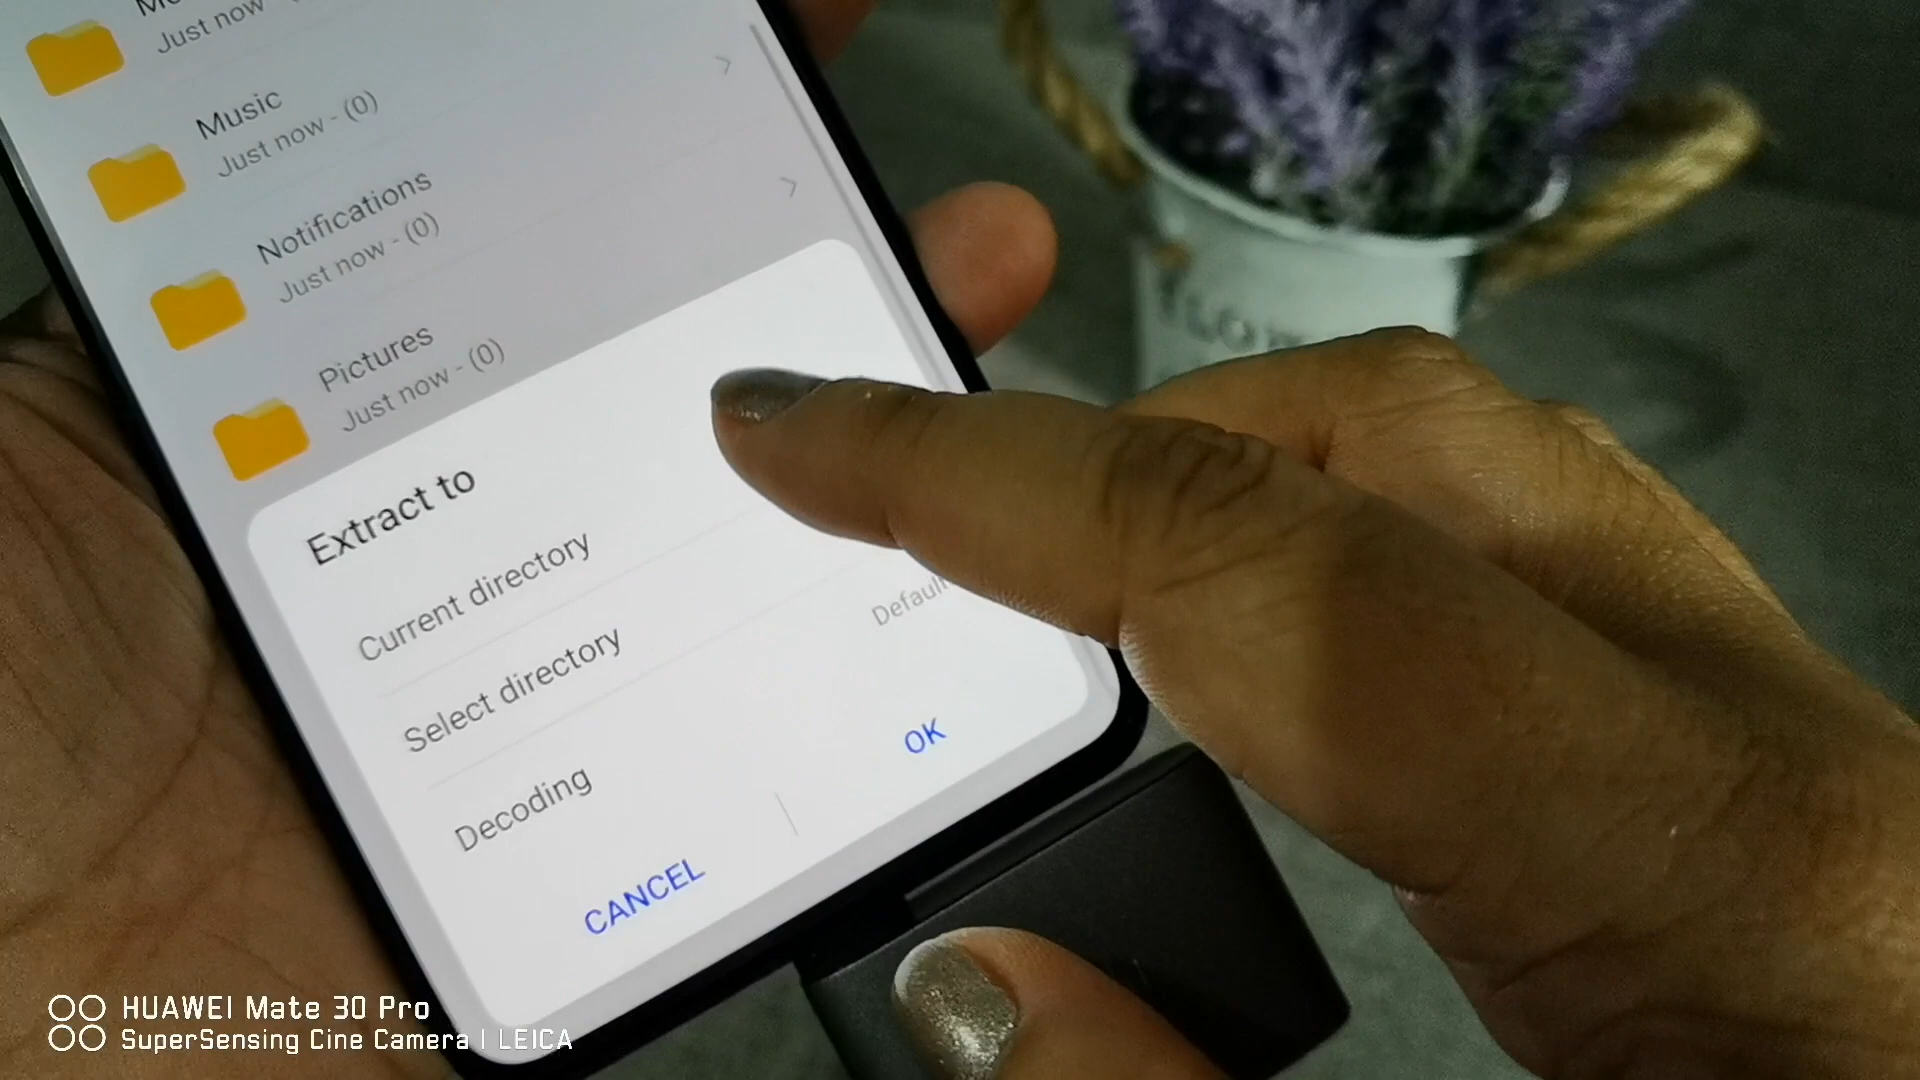 Just now
Music
Just now - (0)
Notifications
Just now - (0)
Pictures
Just now - (0)
Extract to
Current directory
Select directory
Decoding
CANCEL
OK
HUAWEI Mate 30 Pro
SuperSensing Cine Camera | LEICA